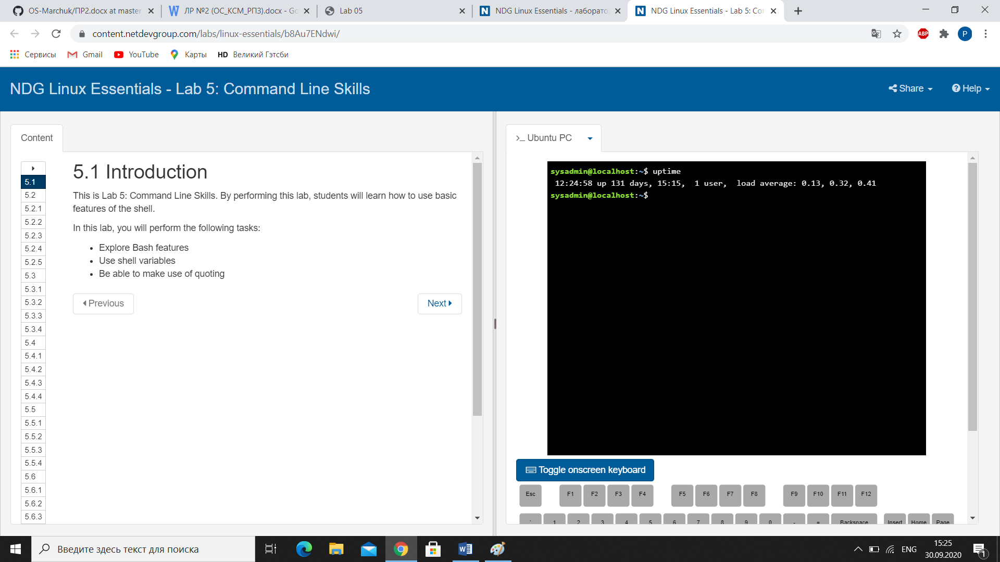 OS-Marchuk/ПР2.docx at master
ЛР №2 (ОС_КСМ_РПЗ).docx - Go
Lab 05
NDG Linux Essentials - лаборато
NDG Linux Essentials - Lab 5: Co
content.netdevgroup.com/labs/linux-essentials/b8Au7ENdwi/
ABP
P
Сервисы
Gmail
YouTube
Карты
HD Великий Гэтсби
NDG Linux Essentials - Lab 5: Command Line Skills
Share
Help
Content
5.1
5.2
5.2.1
5.2.2
5.2.3
5.2.4
5.2.5
5.3
5.3.1
5.3.2
5.3.3
5.3.4
5.4
5.4.1
5.4.2
5.4.3
5.4.4
5.5
5.5.1
5.5.2
5.5.3
5.5.4
5.6
5.6.1
5.6.2
5.6.3
5.1 Introduction
This is Lab 5: Command Line Skills. By performing this lab, students will learn how to use basic
features of the shell.
In this lab, you will perform the following tasks:
• Explore Bash features
• Use shell variables
• Be able to make use of quoting
Previous
Next
>_ Ubuntu PC
sysadmin@localhost:~$ uptime
12:24:58 up 131 days, 15:15,  1 user,  load average: 0.13, 0.32, 0.41
sysadmin@localhost:~$
Toggle onscreen keyboard
Esc F1 F2 F3 F4 F5 F6 F7 F8 F9 F10 F11 F12
` 1 2 3 4 5 6 7 8 9 0 - = Backspace Insert Home Page
Введите здесь текст для поиска
ENG
15:25
30.09.2020
1